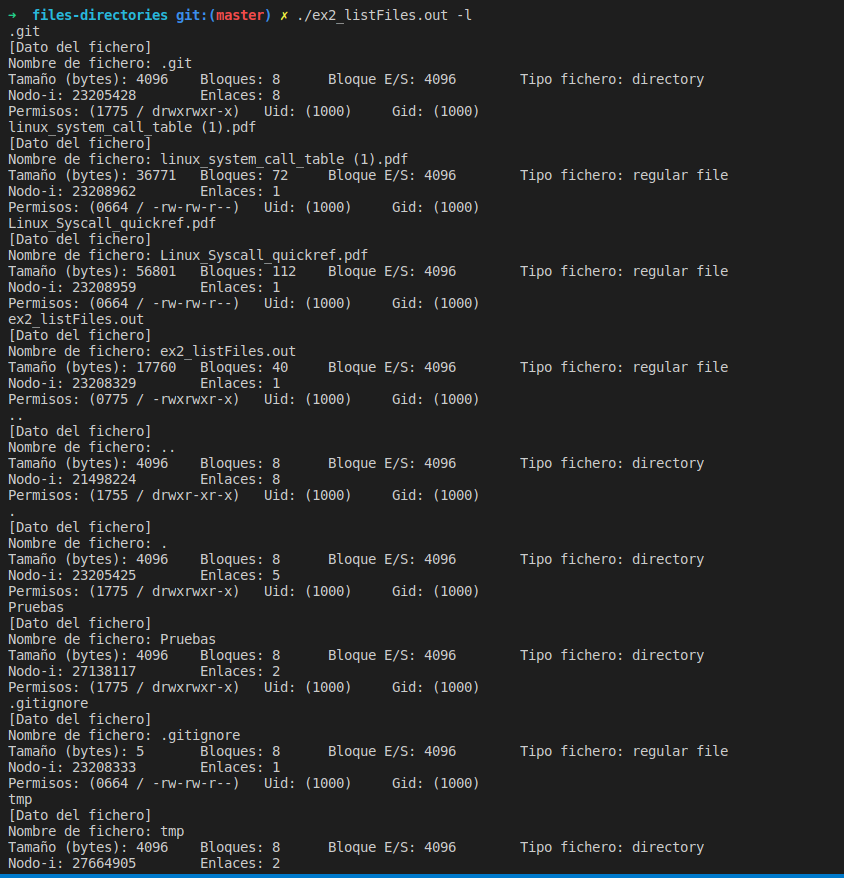 ➜  files-directories git:(master) ✗ ./ex2_listFiles.out -l
.git
[Dato del fichero]
Nombre de fichero: .git
Tamaño (bytes): 4096    Bloques: 8      Bloque E/S: 4096        Tipo fichero: directory
Nodo-i: 23205428        Enlaces: 8
Permisos: (1775 / drwxrwxr-x)   Uid: (1000)     Gid: (1000)
linux_system_call_table (1).pdf
[Dato del fichero]
Nombre de fichero: linux_system_call_table (1).pdf
Tamaño (bytes): 36771   Bloques: 72     Bloque E/S: 4096        Tipo fichero: regular file
Nodo-i: 23208962        Enlaces: 1
Permisos: (0664 / -rw-rw-r--)   Uid: (1000)     Gid: (1000)
Linux_Syscall_quickref.pdf
[Dato del fichero]
Nombre de fichero: Linux_Syscall_quickref.pdf
Tamaño (bytes): 56801   Bloques: 112    Bloque E/S: 4096        Tipo fichero: regular file
Nodo-i: 23208959        Enlaces: 1
Permisos: (0664 / -rw-rw-r--)   Uid: (1000)     Gid: (1000)
ex2_listFiles.out
[Dato del fichero]
Nombre de fichero: ex2_listFiles.out
Tamaño (bytes): 17760   Bloques: 40     Bloque E/S: 4096        Tipo fichero: regular file
Nodo-i: 23208329        Enlaces: 1
Permisos: (0775 / -rwxrwxr-x)   Uid: (1000)     Gid: (1000)
..
[Dato del fichero]
Nombre de fichero: ..
Tamaño (bytes): 4096    Bloques: 8      Bloque E/S: 4096        Tipo fichero: directory
Nodo-i: 21498224        Enlaces: 8
Permisos: (1755 / drwxr-xr-x)   Uid: (1000)     Gid: (1000)
.
[Dato del fichero]
Nombre de fichero: .
Tamaño (bytes): 4096    Bloques: 8      Bloque E/S: 4096        Tipo fichero: directory
Nodo-i: 23205425        Enlaces: 5
Permisos: (1775 / drwxrwxr-x)   Uid: (1000)     Gid: (1000)
Pruebas
[Dato del fichero]
Nombre de fichero: Pruebas
Tamaño (bytes): 4096    Bloques: 8      Bloque E/S: 4096        Tipo fichero: directory
Nodo-i: 27138117        Enlaces: 2
Permisos: (1775 / drwxrwxr-x)   Uid: (1000)     Gid: (1000)
.gitignore
[Dato del fichero]
Nombre de fichero: .gitignore
Tamaño (bytes): 5       Bloques: 8      Bloque E/S: 4096        Tipo fichero: regular file
Nodo-i: 23208333        Enlaces: 1
Permisos: (0664 / -rw-rw-r--)   Uid: (1000)     Gid: (1000)
tmp
[Dato del fichero]
Nombre de fichero: tmp
Tamaño (bytes): 4096    Bloques: 8      Bloque E/S: 4096        Tipo fichero: directory
Nodo-i: 27664905        Enlaces: 2